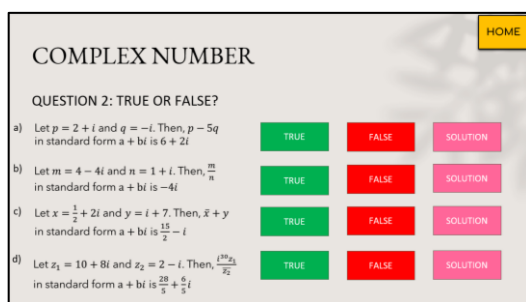 HOME
COMPLEX NUMBER
QUESTION 2: TRUE OR FALSE?
a) Let p = 2 + i and q = −i. Then, p − 5q
in standard form a + bi is 6 + 2i
TRUE FALSE SOLUTION
b) Let m = 4 − 4i and n = 1 + i. Then, m/n
in standard form a + bi is −4i
TRUE FALSE SOLUTION
c) Let x = 1/2 + 2i and y = i + 7. Then, x̄ + y
in standard form a + bi is 15/2 − i
TRUE FALSE SOLUTION
d) Let z₁ = 10 + 8i and z₂ = 2 − i. Then, i³⁰z₁/z̄₂
in standard form a + bi is 28/5 + 6/5 i
TRUE FALSE SOLUTION